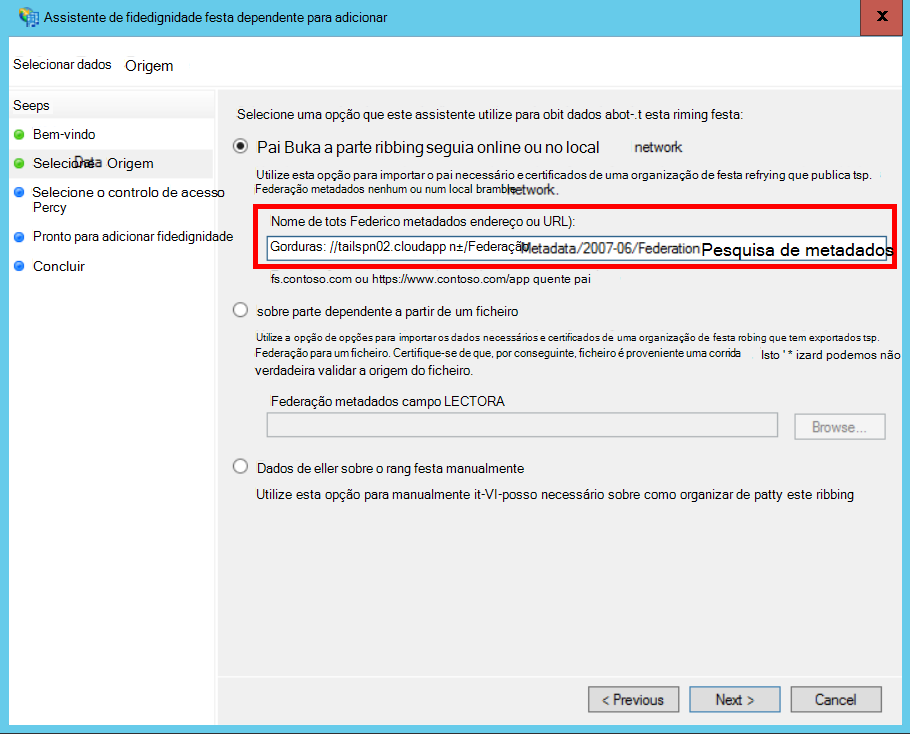 Assistente de fidedignidade festa dependente para adicionar
x
Selecionar dados Origem
Seeps
Bem-vindo
Selecione Data Origem
Selecione o controlo de acesso
Percy
Pronto para adicionar fidedignidade
Concluir
Selecione uma opção que este assistente utilize para obit dados abot-.t esta riming festa:
Pai Buka a parte ribbing seguia online ou no local network
Utilize esta opção para importar o pai necessário e certificados de uma organização de festa refrying que publica tsp.
Federação metadados nenhum ou num local bramble network.
Nome de tots Federico metadados endereço ou URL):
Gorduras: //tailspn02.cloudapp n±/Federação Metadata/2007-06/Federation Pesquisa de metadados
fs.contoso.com ou https://www.contoso.com/app quente pai
sobre parte dependente a partir de um ficheiro
Utilize a opção de opções para importar os dados necessários e certificados de uma organização de festa robing que tem exportados tsp.
Federação para um ficheiro. Certifique-se de que, por conseguinte, ficheiro é proveniente uma corrida Isto ' * izard podemos não
verdadeira validar a origem do ficheiro.
Federação metadados campo LECTORA
Browse...
Dados de eller sobre o rang festa manualmente
Utilize esta opção para manualmente it-VI-posso necessário sobre como organizar de patty este ribbing
< Previous
Next >
Cancel